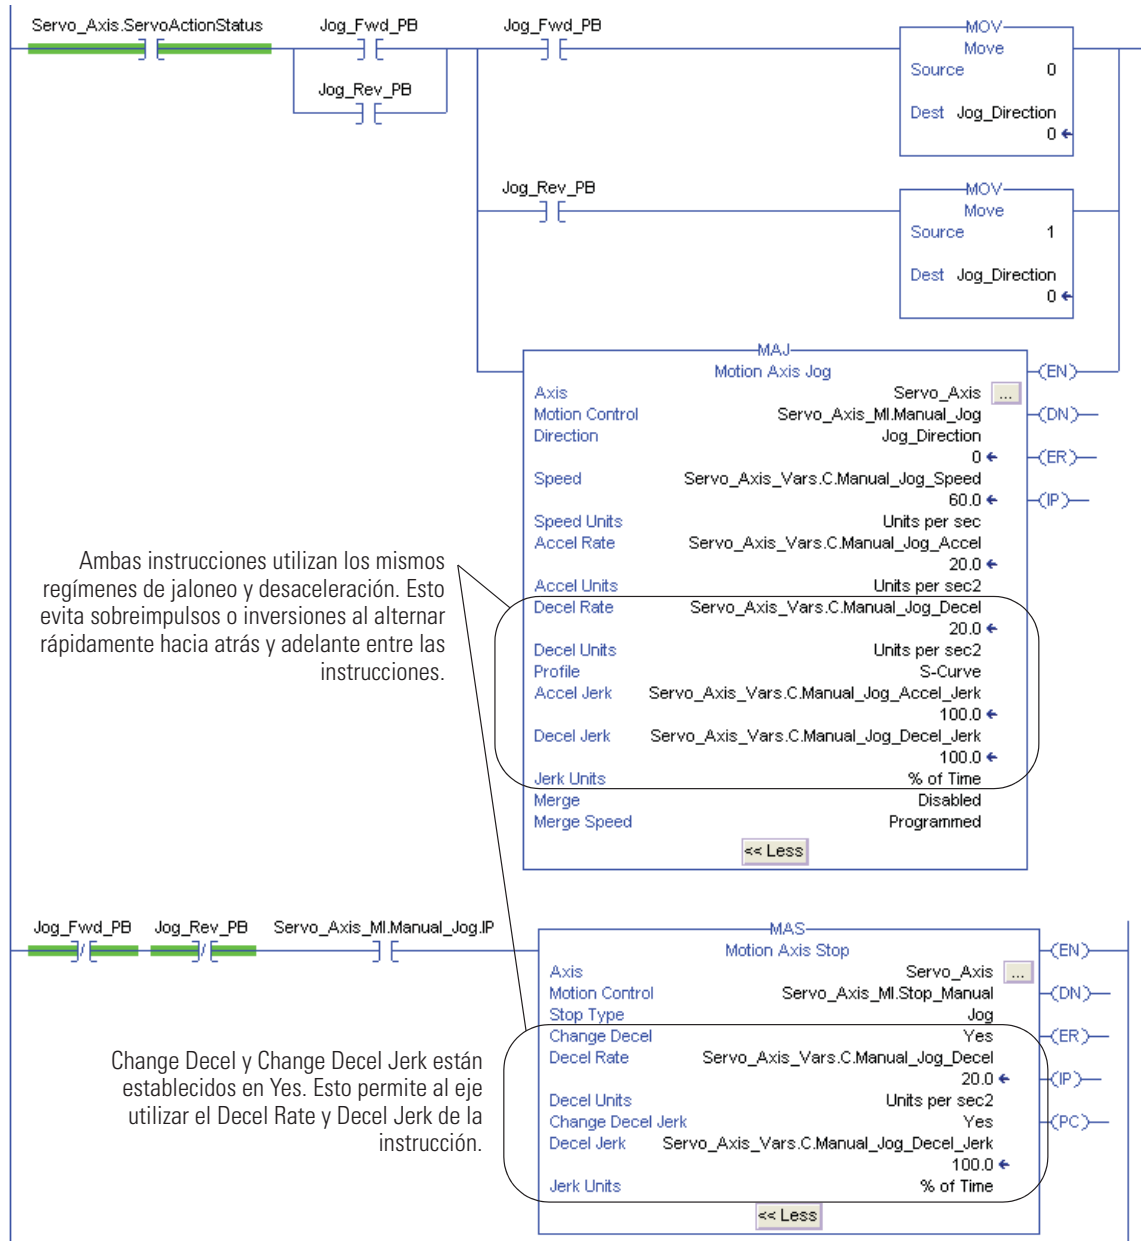 Servo_Axis.ServoActionStatus
Jog_Fwd_PB
Jog_Fwd_PB
Jog_Rev_PB
MOV
Move
Source 0
Dest Jog_Direction
0
Jog_Rev_PB
MOV
Move
Source 1
Dest Jog_Direction
0
MAJ
Motion Axis Jog
Axis Servo_Axis ...
Motion Control Servo_Axis_MI.Manual_Jog
Direction Jog_Direction
0
Speed Servo_Axis_Vars.C.Manual_Jog_Speed
60.0
Speed Units Units per sec
Accel Rate Servo_Axis_Vars.C.Manual_Jog_Accel
20.0
Accel Units Units per sec2
Decel Rate Servo_Axis_Vars.C.Manual_Jog_Decel
20.0
Decel Units Units per sec2
Profile S-Curve
Accel Jerk Servo_Axis_Vars.C.Manual_Jog_Accel_Jerk
100.0
Decel Jerk Servo_Axis_Vars.C.Manual_Jog_Decel_Jerk
100.0
Jerk Units % of Time
Merge Disabled
Merge Speed Programmed
<< Less
(EN)
(DN)
(ER)
(IP)
Ambas instrucciones utilizan los mismos
regímenes de jaloneo y desaceleración. Esto
evita sobreimpulsos o inversiones al alternar
rápidamente hacia atrás y adelante entre las
instrucciones.
Jog_Fwd_PB
Jog_Rev_PB
Servo_Axis_MI.Manual_Jog.IP
MAS
Motion Axis Stop
Axis Servo_Axis ...
Motion Control Servo_Axis_MI.Stop_Manual
Stop Type Jog
Change Decel Yes
Decel Rate Servo_Axis_Vars.C.Manual_Jog_Decel
20.0
Decel Units Units per sec2
Change Decel Jerk Yes
Decel Jerk Servo_Axis_Vars.C.Manual_Jog_Decel_Jerk
100.0
Jerk Units % of Time
<< Less
(EN)
(DN)
(ER)
(IP)
(PC)
Change Decel y Change Decel Jerk están
establecidos en Yes. Esto permite al eje
utilizar el Decel Rate y Decel Jerk de la
instrucción.